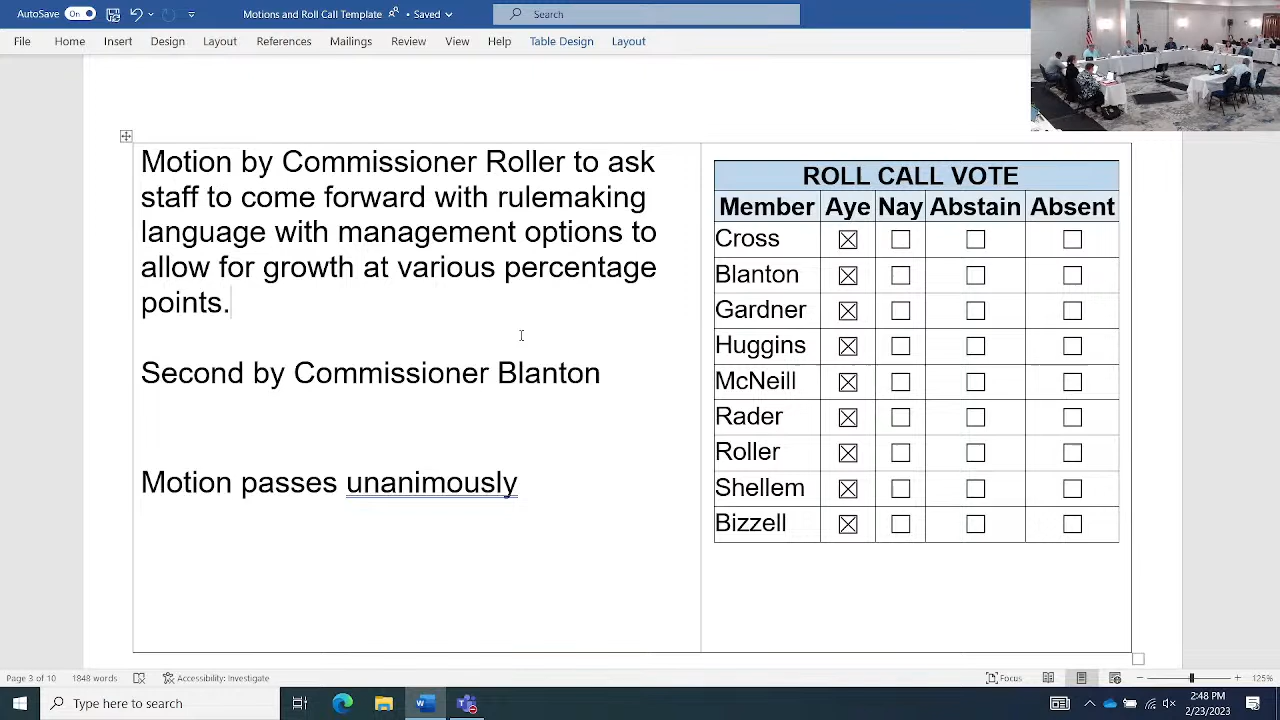 AutoSave
Motions and Roll Call Template
• Saved
Search
File Home Insert Design Layout References Mailings Review View Help Table Design Layout
Motion by Commissioner Roller to ask
staff to come forward with rulemaking
language with management options to
allow for growth at various percentage
points.
Second by Commissioner Blanton
Motion passes unanimously
ROLL CALL VOTE
Member Aye Nay Abstain Absent
Cross ☒ ☐ ☐ ☐
Blanton ☒ ☐ ☐ ☐
Gardner ☒ ☐ ☐ ☐
Huggins ☒ ☐ ☐ ☐
McNeill ☒ ☐ ☐ ☐
Rader ☒ ☐ ☐ ☐
Roller ☒ ☐ ☐ ☐
Shellem ☒ ☐ ☐ ☐
Bizzell ☒ ☐ ☐ ☐
Page 3 of 10 1848 words Accessibility: Investigate Focus 125%
Type here to search
2:48 PM
2/23/2023